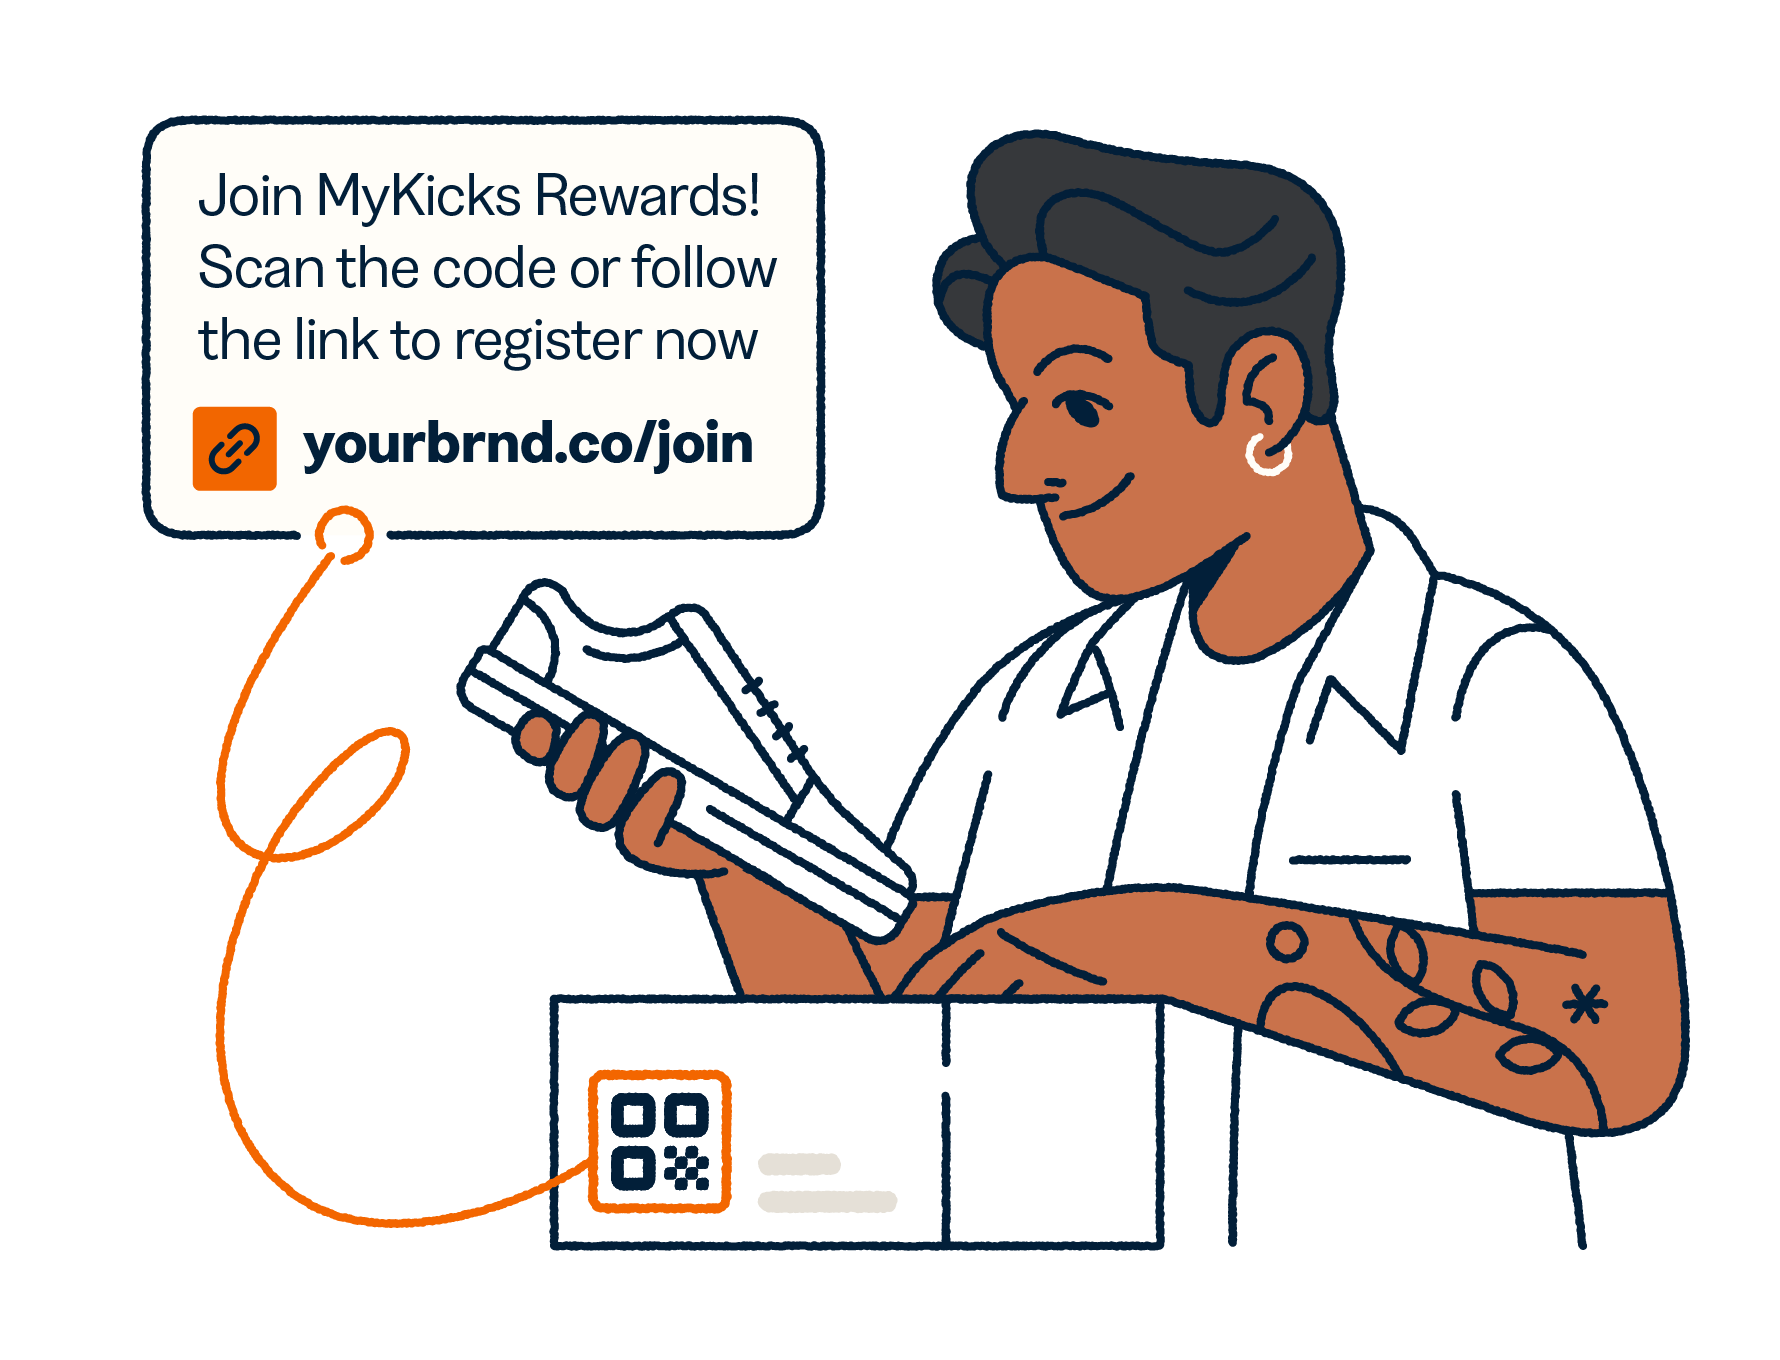 Join MyKicks Rewards!
Scan the code or follow
the link to register now
yourbrnd.co/join